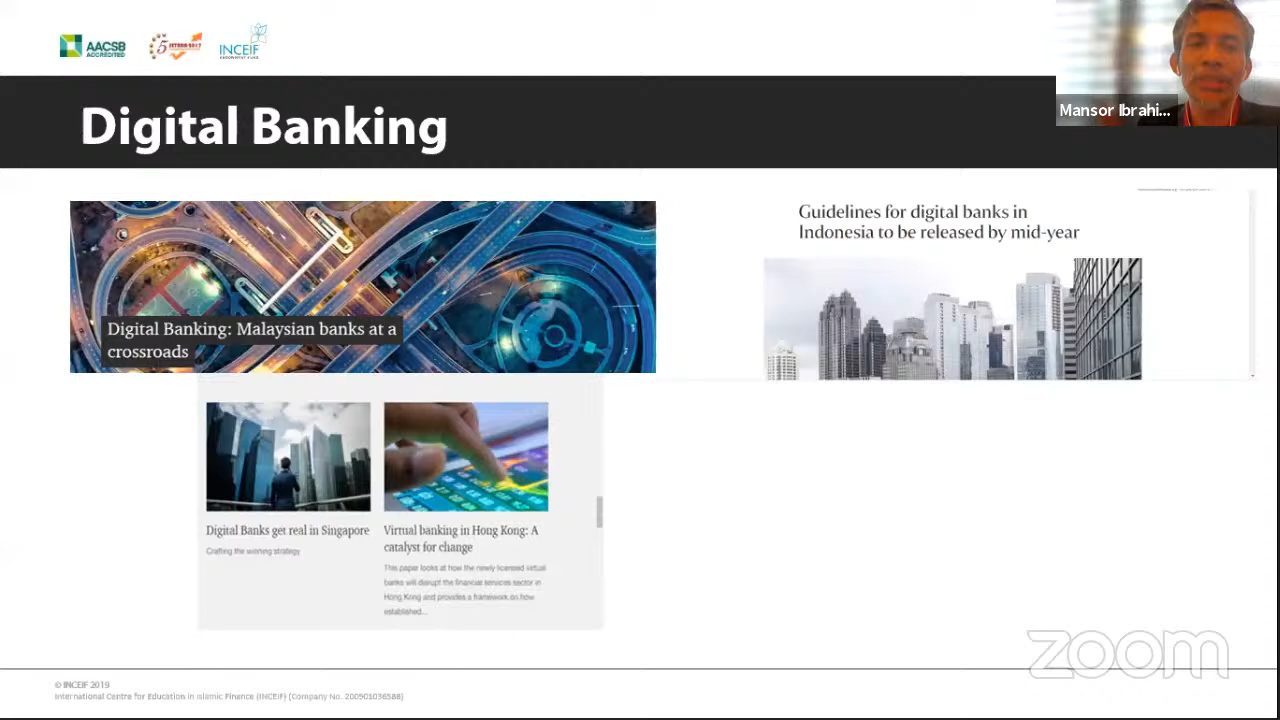 AACSB
ACCREDITED
5
SETARA-2017
INCEIF
Mansor Ibrahi...
Digital Banking
Digital Banking: Malaysian banks at a
crossroads
Guidelines for digital banks in
Indonesia to be released by mid-year
Digital Banks get real in Singapore
Crafting the winning strategy
Virtual banking in Hong Kong: A
catalyst for change
This paper looks at how the newly-licensed virtual
banks will disrupt the financial services sector in
Hong Kong and provides a framework on how
established...
zoom
© INCEIF 2019
International Centre for Education in Islamic Finance (INCEIF) (Company No. 200601036588)